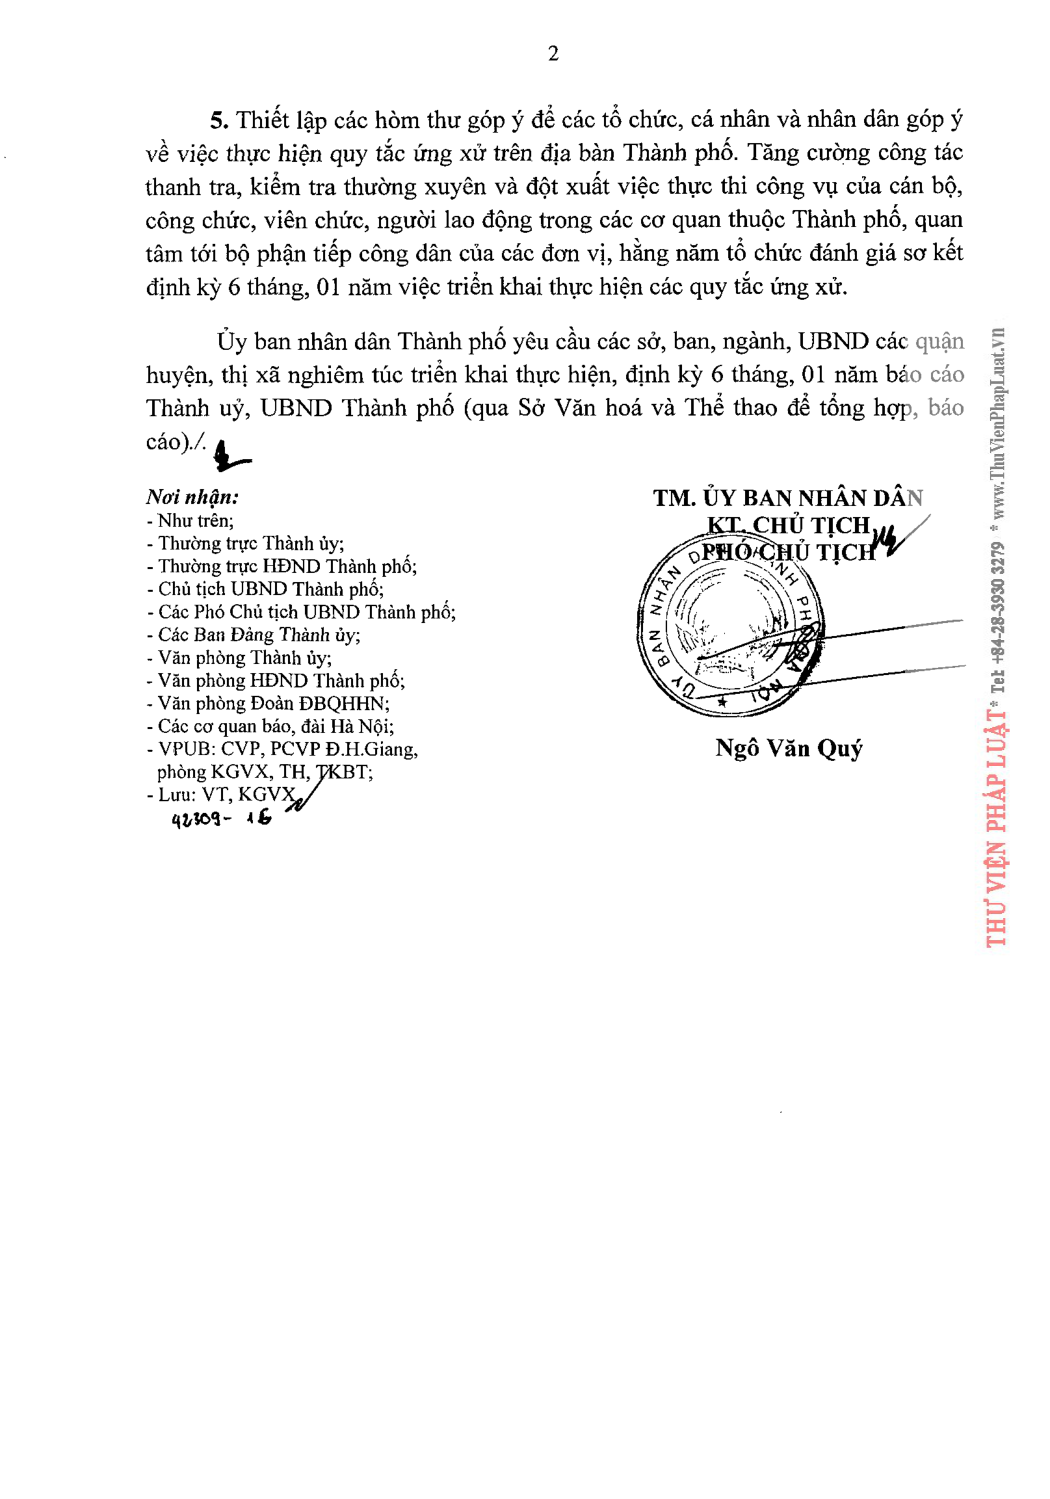 2
5. Thiết lập các hòm thư góp ý để các tổ chức, cá nhân và nhân dân góp ý
về việc thực hiện quy tắc ứng xử trên địa bàn Thành phố. Tăng cường công tác
thanh tra, kiểm tra thường xuyên và đột xuất việc thực thi công vụ của cán bộ,
công chức, viên chức, người lao động trong các cơ quan thuộc Thành phố, quan
tâm tới bộ phận tiếp công dân của các đơn vị, hằng năm tổ chức đánh giá sơ kết
định kỳ 6 tháng, 01 năm việc triển khai thực hiện các quy tắc ứng xử.
Ủy ban nhân dân Thành phố yêu cầu các sở, ban, ngành, UBND các quận
huyện, thị xã nghiêm túc triển khai thực hiện, định kỳ 6 tháng, 01 năm báo cáo
Thành uỷ, UBND Thành phố (qua Sở Văn hoá và Thể thao để tổng hợp, báo
cáo)./.
Nơi nhận:
- Như trên;
- Thường trực Thành ủy;
- Thường trực HĐND Thành phố;
- Chủ tịch UBND Thành phố;
- Các Phó Chủ tịch UBND Thành phố;
- Các Ban Đảng Thành ủy;
- Văn phòng Thành ủy;
- Văn phòng HĐND Thành phố;
- Văn phòng Đoàn ĐBQHHN;
- Các cơ quan báo, đài Hà Nội;
- VPUB: CVP, PCVP Đ.H.Giang,
phòng KGVX, TH, TKBT;
- Lưu: VT, KGVX
42309 - 16
TM. ỦY BAN NHÂN DÂN
KT. CHỦ TỊCH
PHÓ CHỦ TỊCH
ỦY BAN NHÂN DÂN THÀNH PHỐ HÀ NỘI
Ngô Văn Quý
THƯ VIỆN PHÁP LUẬT * Tel: +84-28-3930 3279 * www.ThuVienPhapLuat.vn